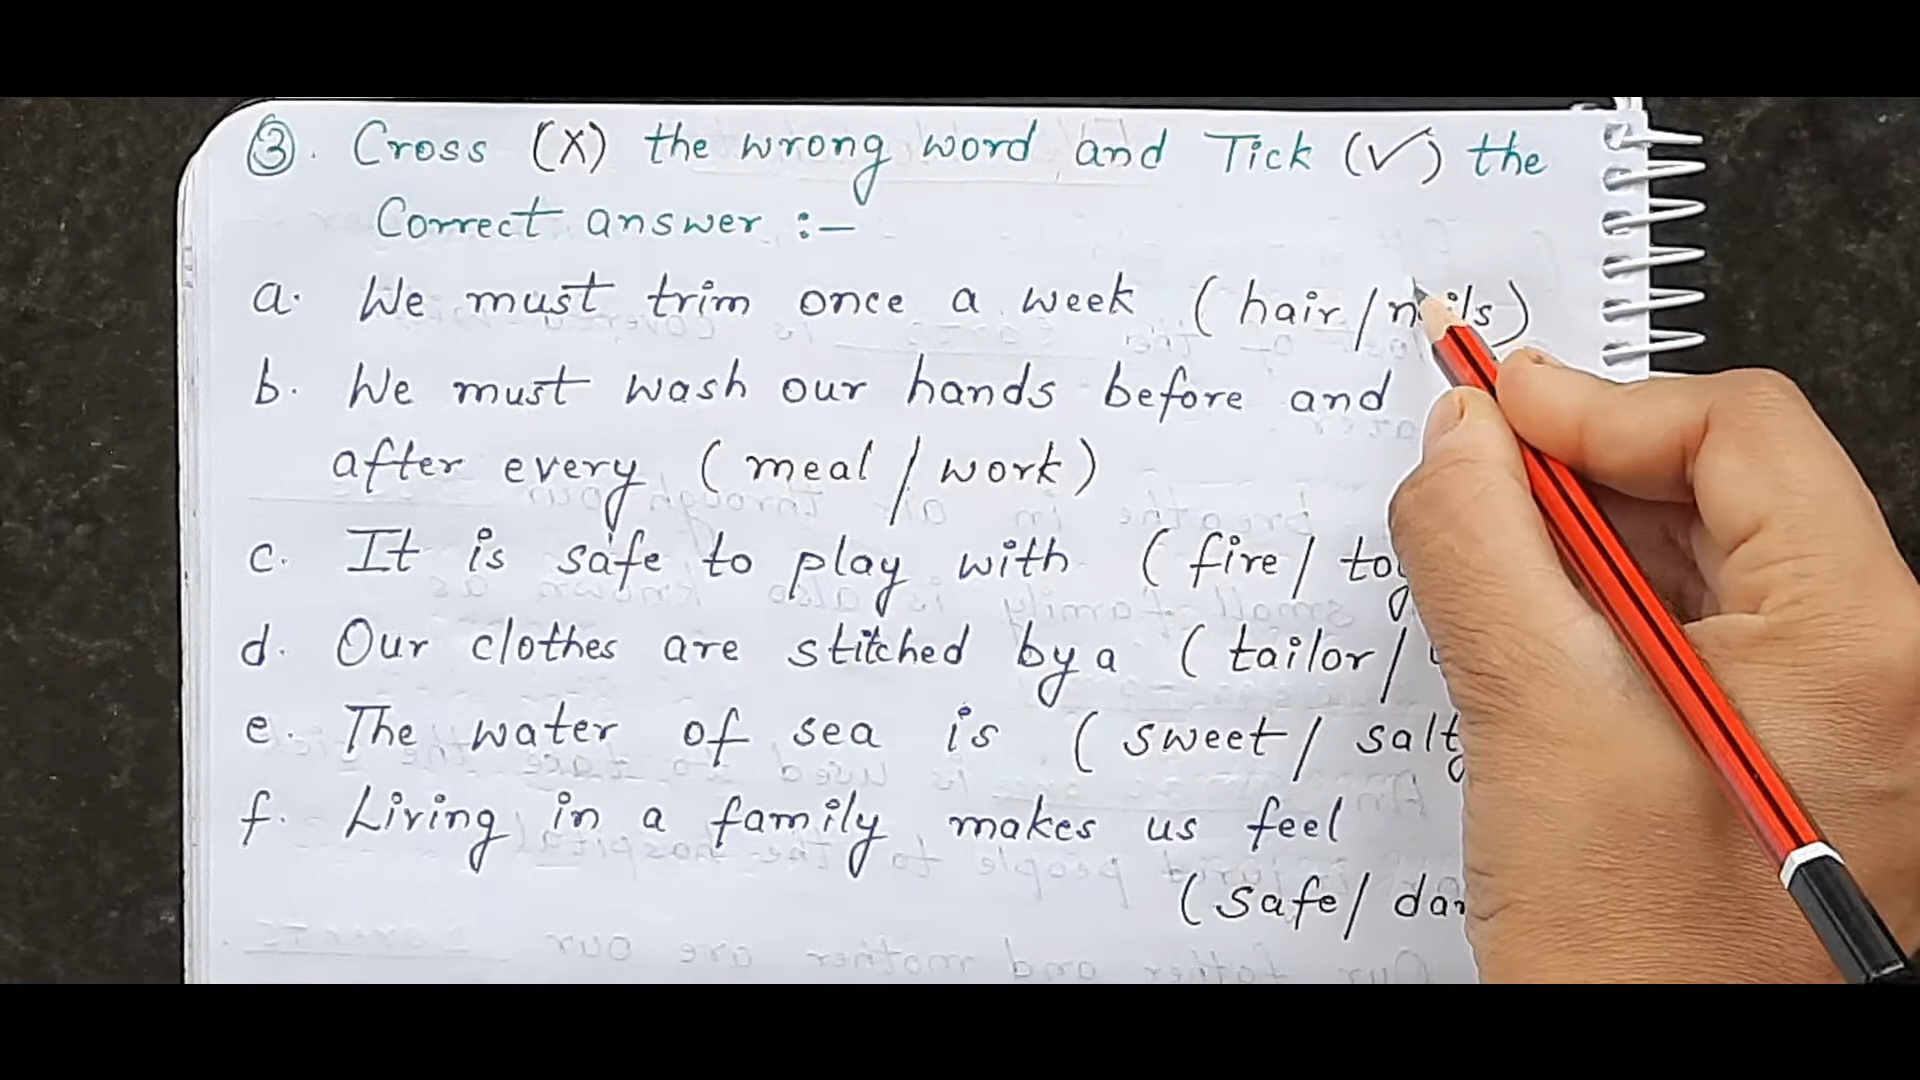 3. Cross (X) the wrong word and Tick (✓) the
Correct answer :-
a. We must trim once a week (hair/nails)
b. We must wash our hands before and
after every (meal / work)
c. It is safe to play with (fire/
d. Our clothes are stitched by a (tailor/
e. The water of sea is (sweet/ salty
f. Living in a family makes us feel
(safe/